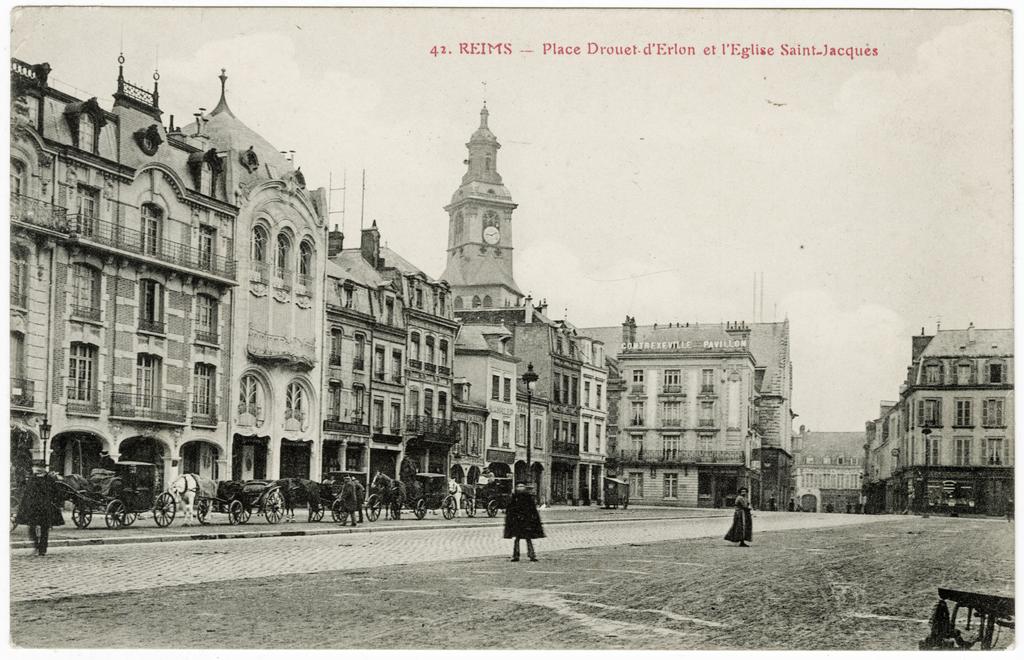 42. REIMS — Place Drouet-d'Erlon et l'Eglise Saint-Jacques
CONTREXEVILLE PAVILLON